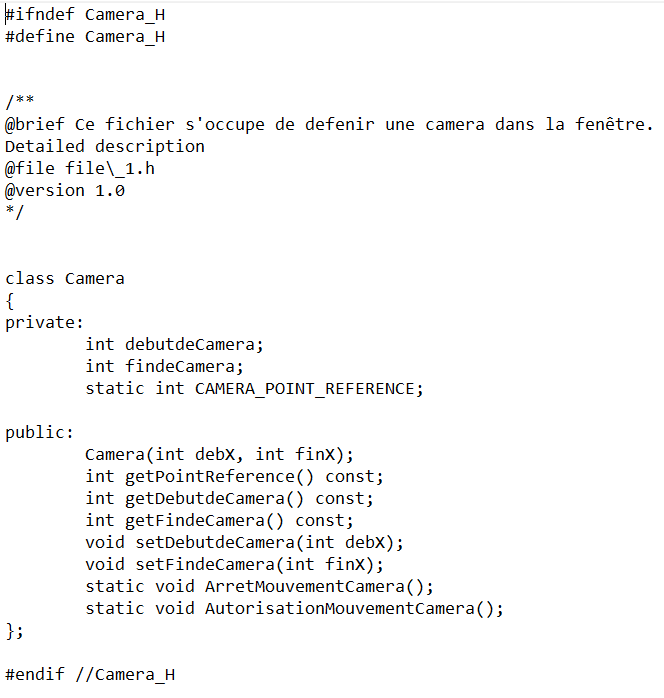 #ifndef Camera_H
#define Camera_H
/**
@brief Ce fichier s'occupe de defenir une camera dans la fenêtre.
Detailed description
@file file\_1.h
@version 1.0
*/
class Camera
{
private:
int debutdeCamera;
int findeCamera;
static int CAMERA_POINT_REFERENCE;
public:
Camera(int debX, int finX);
int getPointReference() const;
int getDebutdeCamera() const;
int getFindeCamera() const;
void setDebutdeCamera(int debX);
void setFindeCamera(int finX);
static void ArretMouvementCamera();
static void AutorisationMouvementCamera();
};
#endif //Camera_H